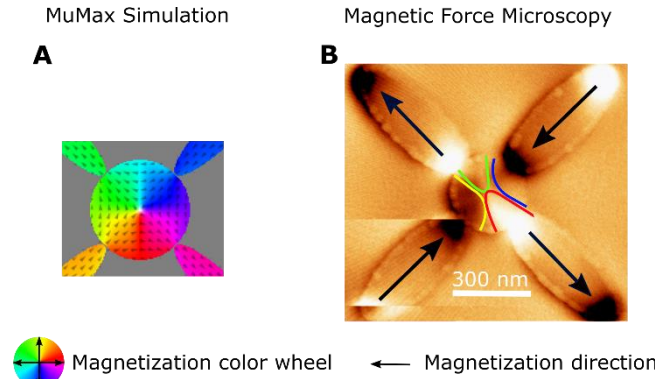 MuMax Simulation
Magnetic Force Microscopy
A
B
300 nm
Magnetization color wheel
Magnetization direction